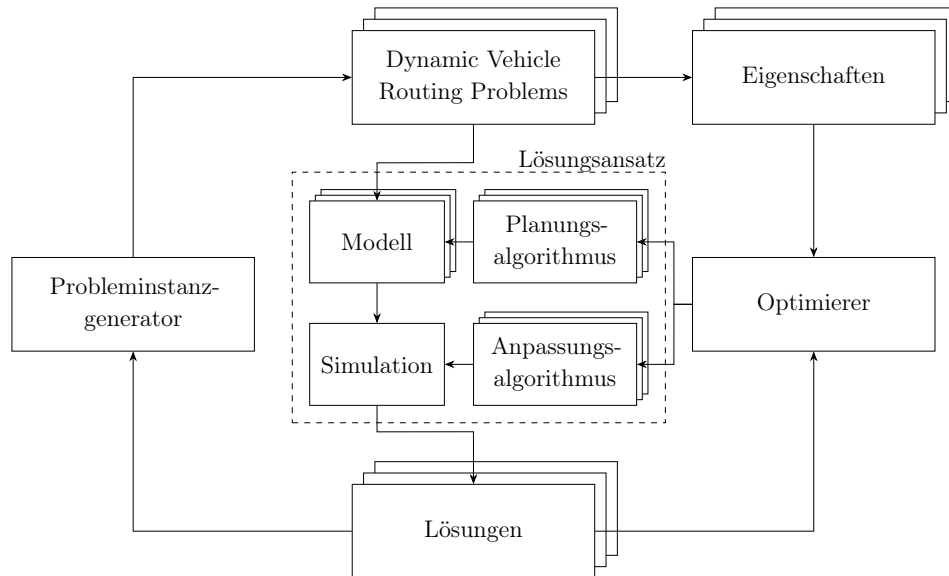 Dynamic Vehicle
Routing Problems
Eigenschaften
Lösungsansatz
Modell
Planungs-
algorithmus
Probleminstanz-
generator
Optimierer
Simulation
Anpassungs-
algorithmus
Lösungen